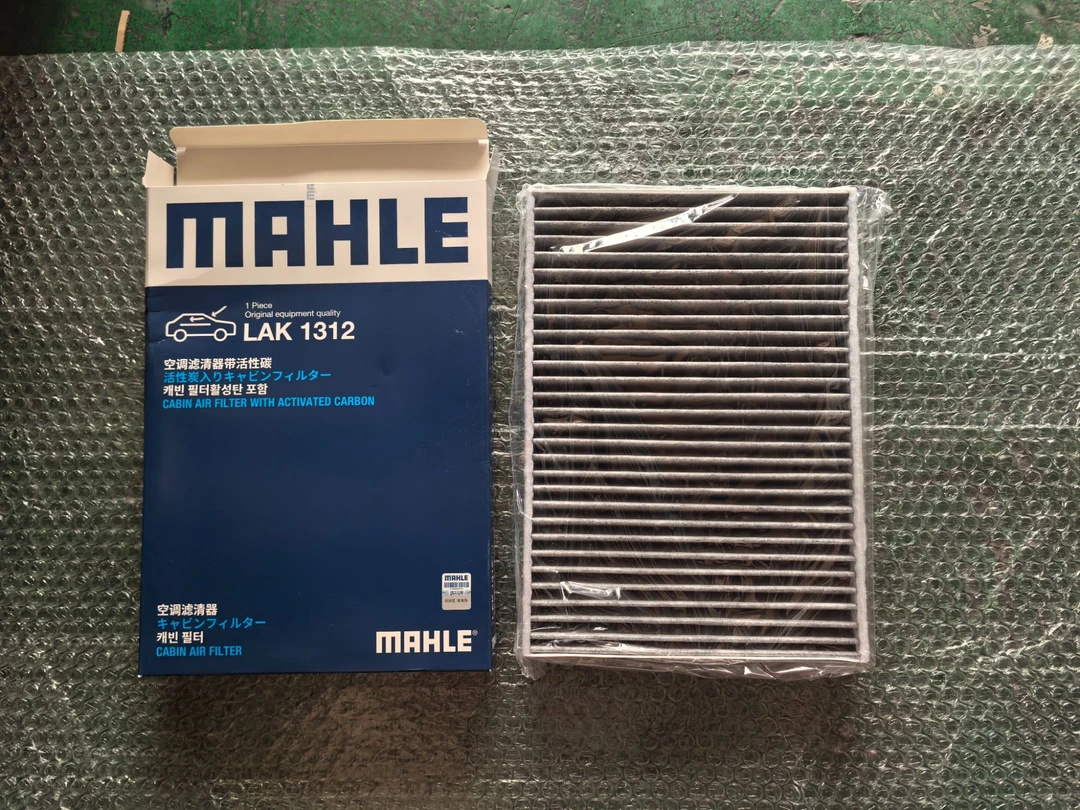 MAHLE
1 Piece
Original equipment quality
LAK 1312
空调滤清器带活性碳
活性炭入りキャビンフィルター
캐빈 필터활성탄 포함
CABIN AIR FILTER WITH ACTIVATED CARBON
MAHLE
空调滤清器
キャビンフィルター
캐빈 필터
CABIN AIR FILTER
MAHLE®